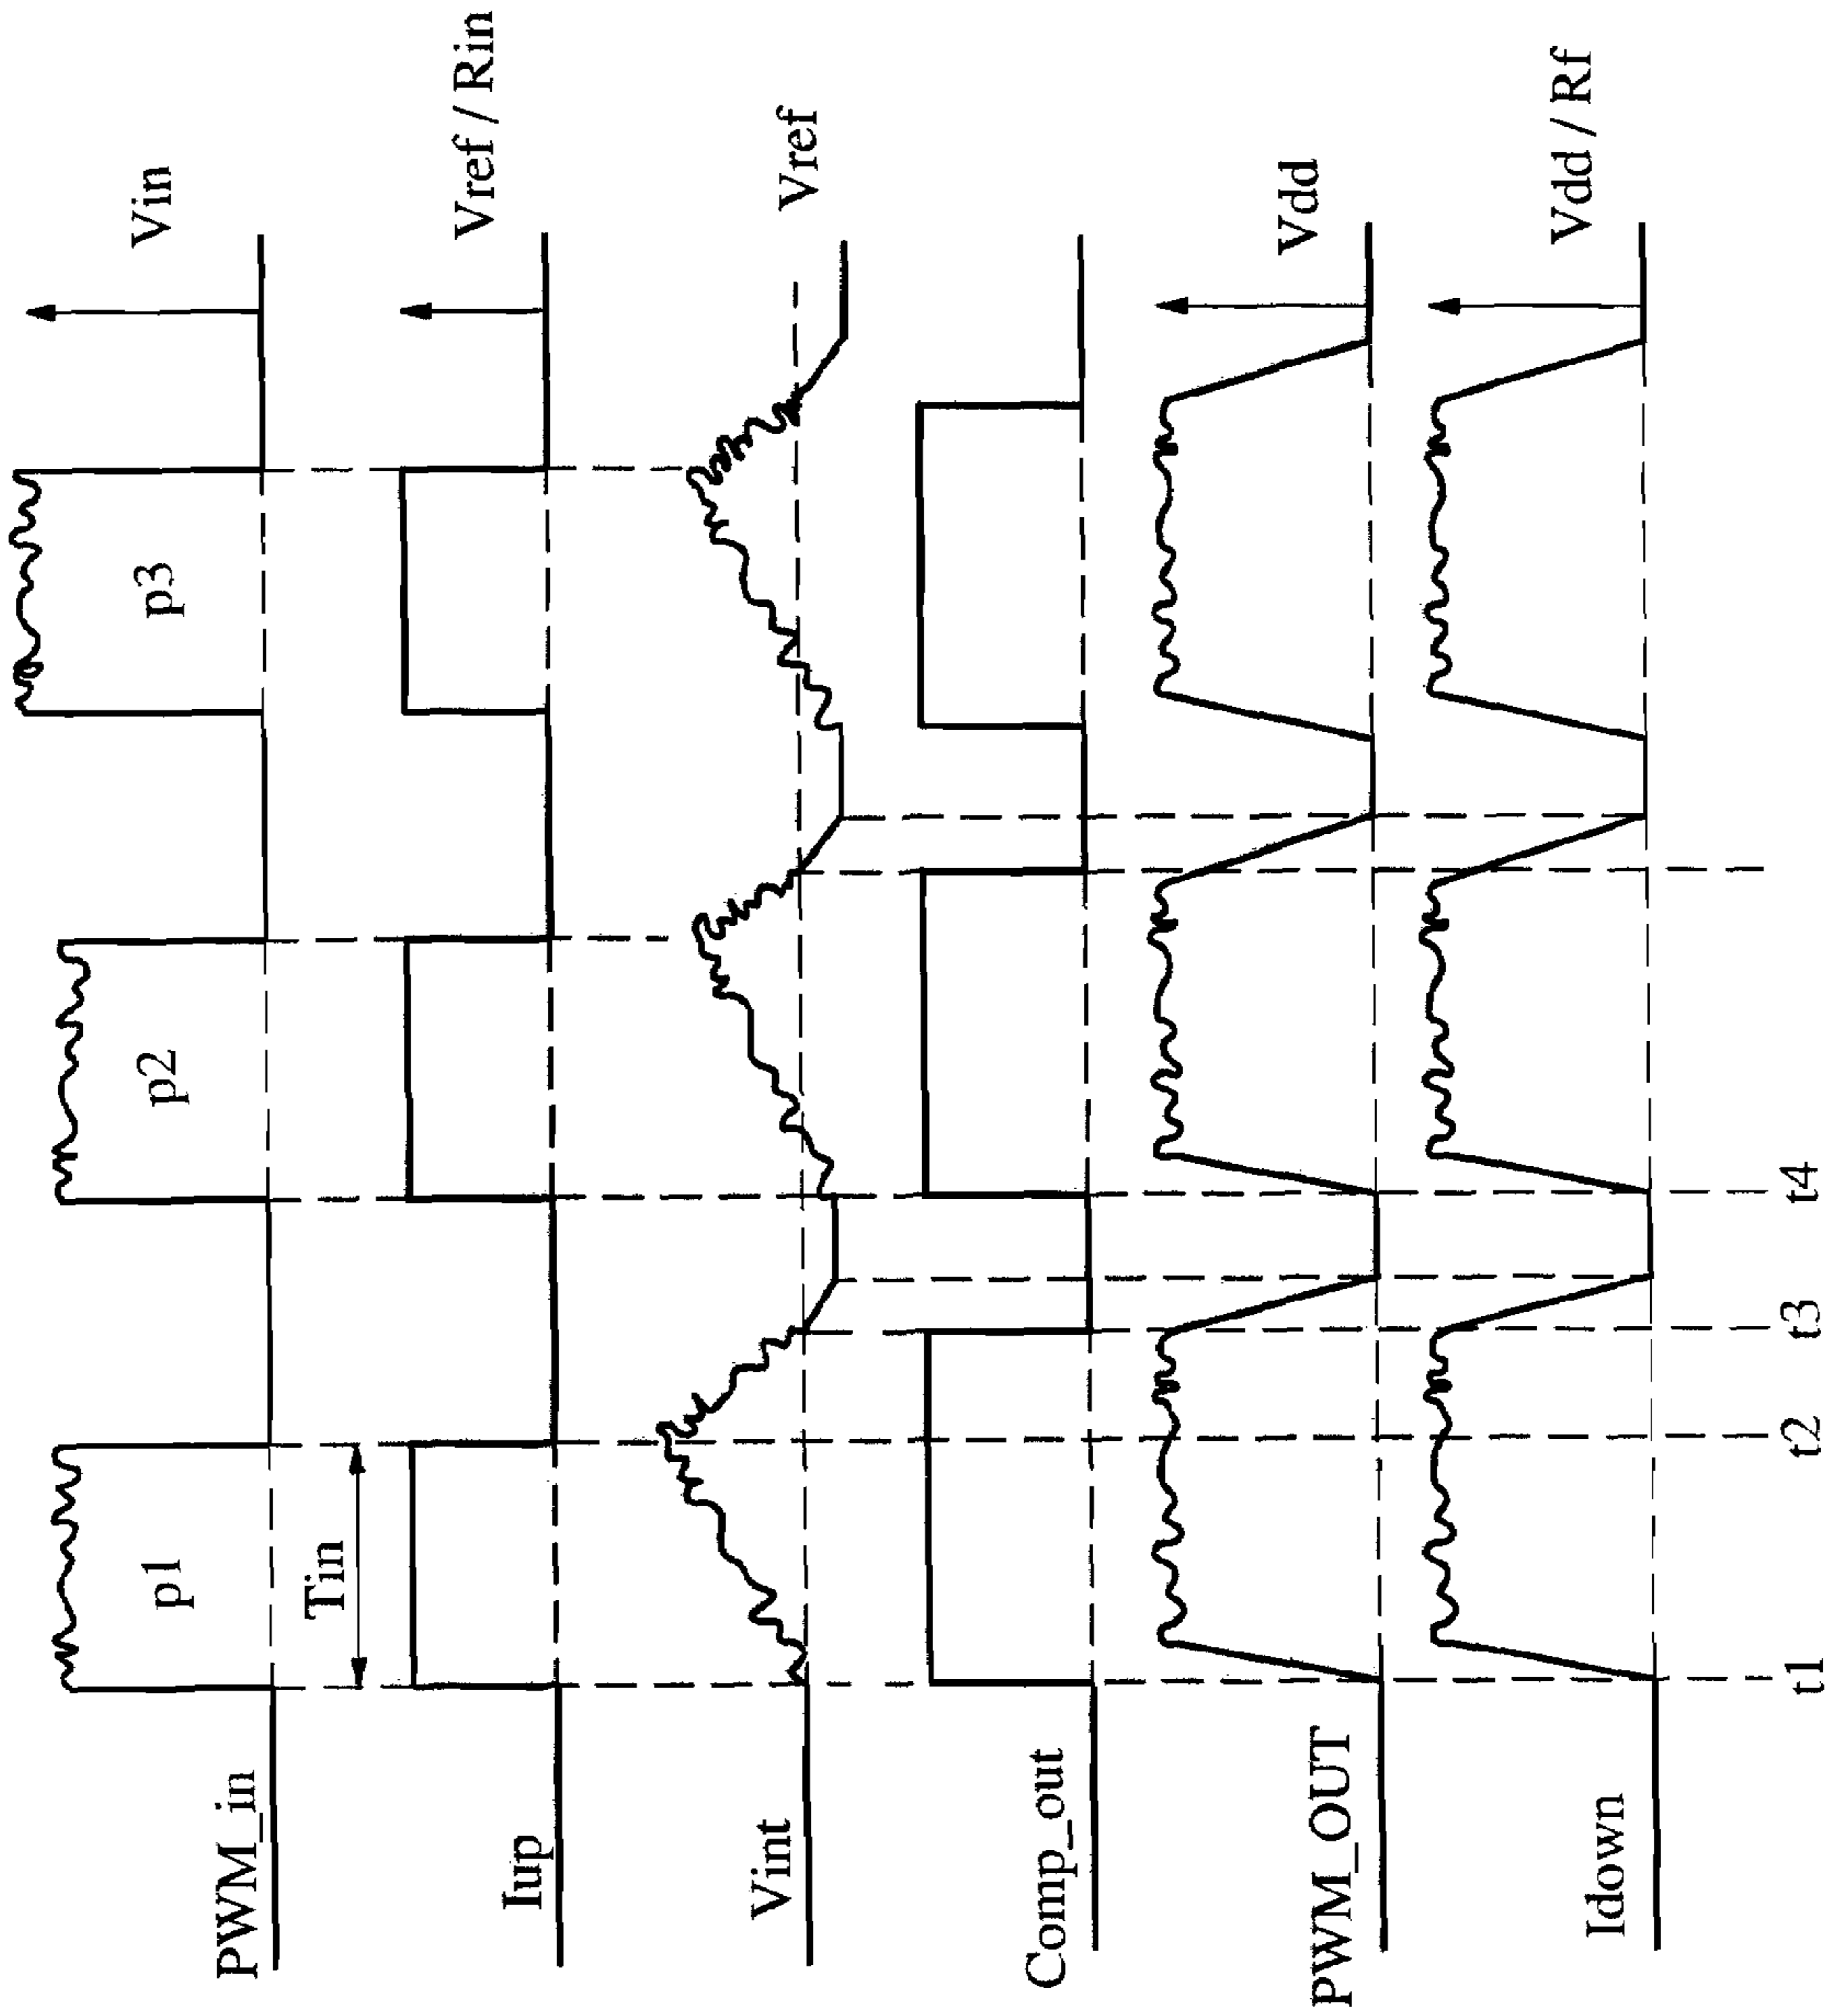 PWM_in
p1
p2
p3
Vin
Tin
Iup
Vref / Rin
Vint
Vref
Comp_out
PWM_OUT
Vdd
Idown
Vdd / Rf
t1
t2
t3
t4